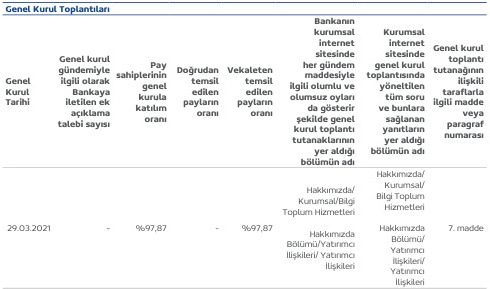 Genel Kurul Toplantıları
Genel
Kurul
Tarihi
Genel kurul
gündemiyle
ilgili olarak
Bankaya
iletilen ek
açıklama
talebi sayısı
Pay
sahiplerinin
genel
kurula
katılım
oranı
Doğrudan
temsil
edilen
payların
oranı
Vekaleten
temsil
edilen
payların
oranı
Bankanın
kurumsal
internet
sitesinde
her gündem
maddesiyle
ilgili olumlu ve
olumsuz oyları
da gösterir
şekilde genel
kurul toplantı
tutanaklarının
yer aldığı
bölümün adı
Kurumsal
internet
sitesinde
genel kurul
toplantısında
yöneltilen
tüm soru
ve bunlara
sağlanan
yanıtların
yer aldığı
bölümün adı
Genel kurul
toplantı
tutanağının
ilişkili
taraflarla
ilgili madde
veya
paragraf
numarası
29.03.2021
-
%97,87
-
%97,87
Hakkımızda/
Kurumsal/Bilgi
Toplum Hizmetleri
Hakkımızda
Bölümü/Yatırımcı
İlişkileri/ Yatırımcı
İlişkileri
Hakkımızda/
Kurumsal/
Bilgi Toplum
Hizmetleri
Hakkımızda
Bölümü/
Yatırımcı
İlişkileri/
Yatırımcı
İlişkileri
7. madde